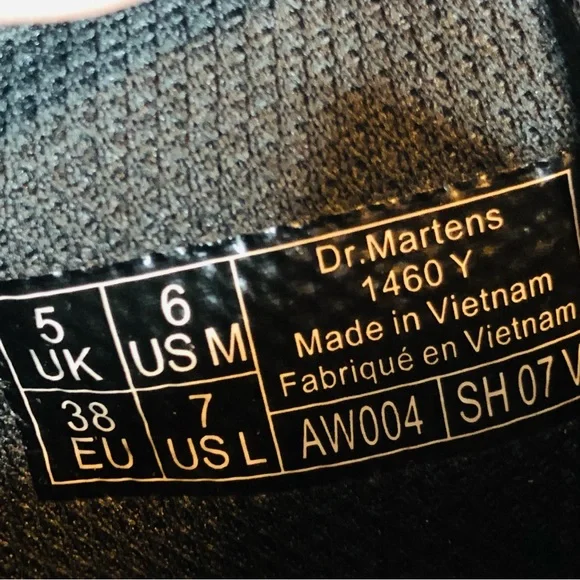 5
UK
6
US M
38
EU
7
US L
Dr.Martens
1460 Y
Made in Vietnam
Fabriqué en Vietnam
AW004
SH 07 V